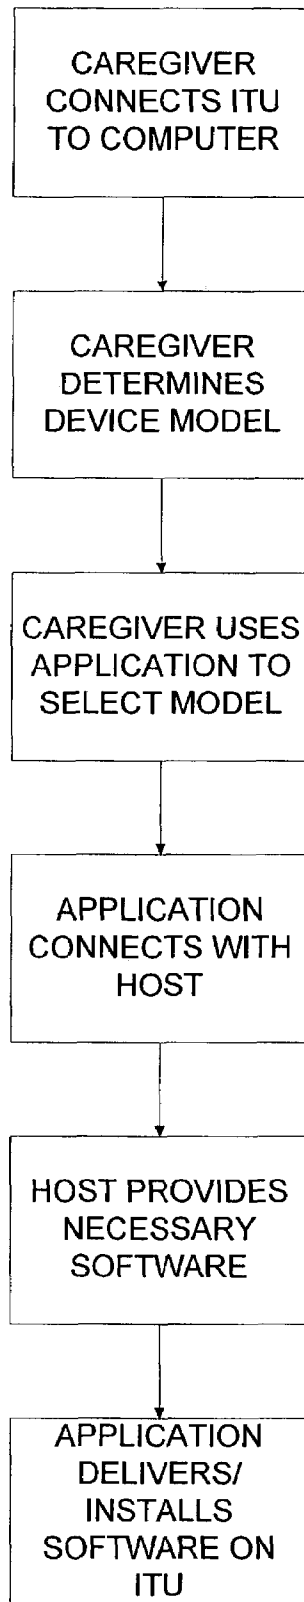 CAREGIVER
CONNECTS ITU
TO COMPUTER
CAREGIVER
DETERMINES
DEVICE MODEL
CAREGIVER USES
APPLICATION TO
SELECT MODEL
APPLICATION
CONNECTS WITH
HOST
HOST PROVIDES
NECESSARY
SOFTWARE
APPLICATION
DELIVERS/
INSTALLS
SOFTWARE ON
ITU